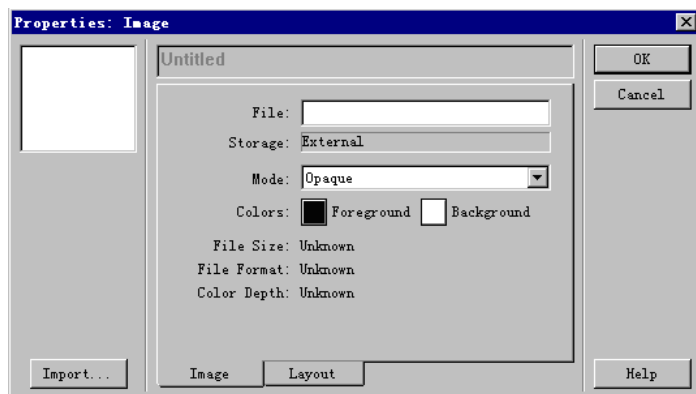 Properties: Image
Untitled
OK
Cancel
File:
Storage: External
Mode: Opaque
Colors: Foreground Background
File Size: Unknown
File Format: Unknown
Color Depth: Unknown
Import...
Image
Layout
Help